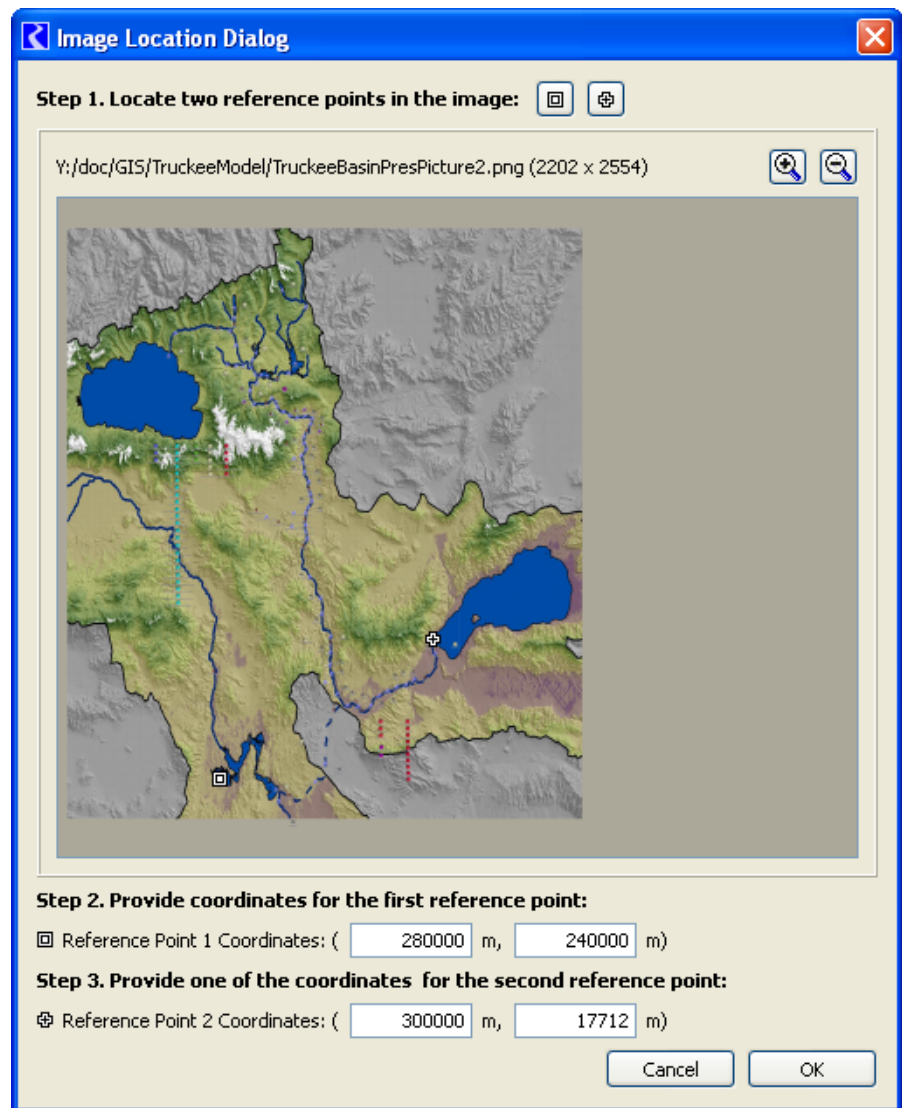 Image Location Dialog
Step 1. Locate two reference points in the image:
Y:/doc/GIS/TruckeeModel/TruckeeBasinPresPicture2.png (2202 x 2554)
Step 2. Provide coordinates for the first reference point:
Reference Point 1 Coordinates: ( 280000 m, 240000 m)
Step 3. Provide one of the coordinates for the second reference point:
Reference Point 2 Coordinates: ( 300000 m, 17712 m)
Cancel OK